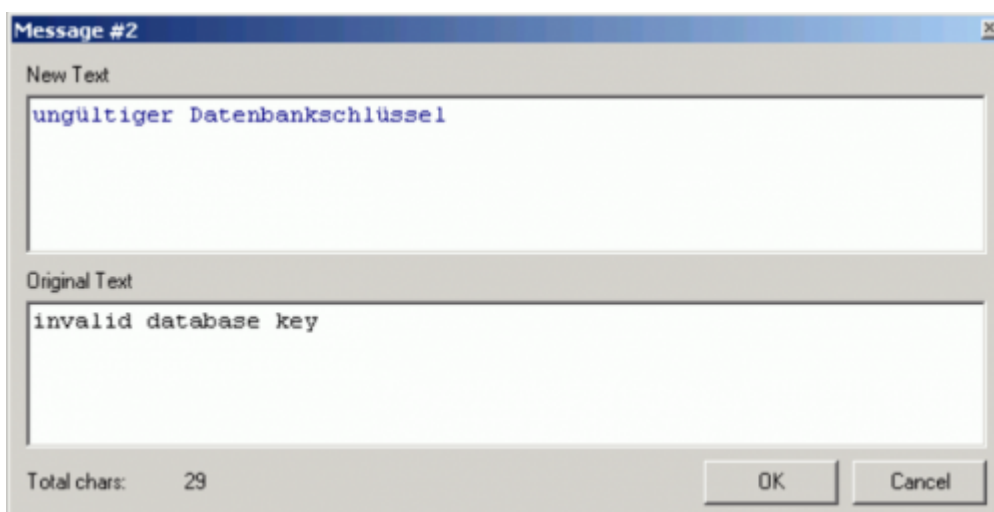 Message #2
New Text
ungültiger Datenbankschlüssel
Original Text
invalid database key
Total chars: 29
OK Cancel